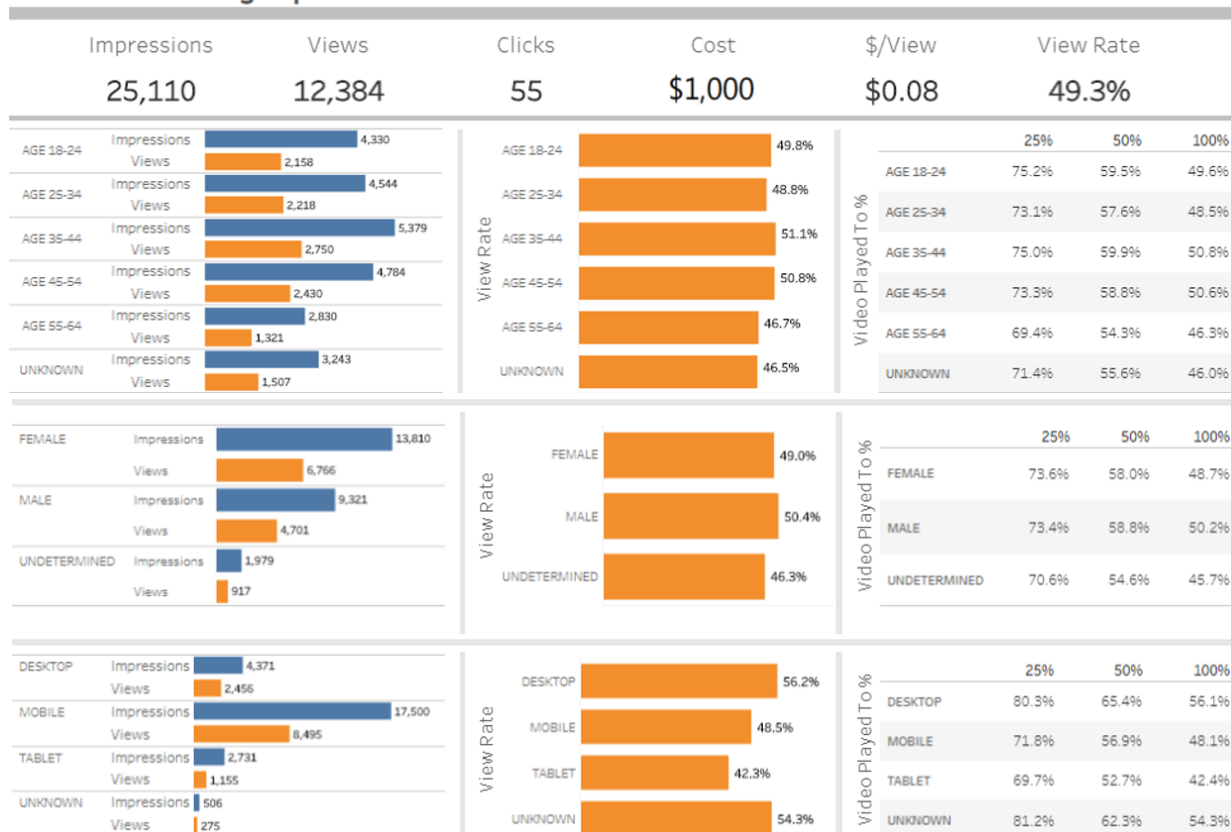 Impressions Views Clicks Cost $/View View Rate
25,110 12,384 55 $1,000 $0.08 49.3%
AGE 18-24 Impressions 4,330
Views 2,158
AGE 25-34 Impressions 4,544
Views 2,218
AGE 35-44 Impressions 5,379
Views 2,750
AGE 45-54 Impressions 4,784
Views 2,430
AGE 55-64 Impressions 2,830
Views 1,321
UNKNOWN Impressions 3,243
Views 1,507
View Rate
AGE 18-24 49.8%
AGE 25-34 48.8%
AGE 35-44 51.1%
AGE 45-54 50.8%
AGE 55-64 46.7%
UNKNOWN 46.5%
Video Played To %
25% 50% 100%
AGE 18-24 75.2% 59.5% 49.6%
AGE 25-34 73.1% 57.6% 48.5%
AGE 35-44 75.0% 59.9% 50.8%
AGE 45-54 73.3% 58.8% 50.6%
AGE 55-64 69.4% 54.3% 46.3%
UNKNOWN 71.4% 55.6% 46.0%
FEMALE Impressions 13,810
Views 6,766
MALE Impressions 9,321
Views 4,701
UNDETERMINED Impressions 1,979
Views 917
View Rate
FEMALE 49.0%
MALE 50.4%
UNDETERMINED 46.3%
Video Played To %
25% 50% 100%
FEMALE 73.6% 58.0% 48.7%
MALE 73.4% 58.8% 50.2%
UNDETERMINED 70.6% 54.6% 45.7%
DESKTOP Impressions 4,371
Views 2,456
MOBILE Impressions 17,500
Views 8,495
TABLET Impressions 2,731
Views 1,155
UNKNOWN Impressions 506
Views 275
View Rate
DESKTOP 56.2%
MOBILE 48.5%
TABLET 42.3%
UNKNOWN 54.3%
Video Played To %
25% 50% 100%
DESKTOP 80.3% 65.4% 56.1%
MOBILE 71.8% 56.9% 48.1%
TABLET 69.7% 52.7% 42.4%
UNKNOWN 81.2% 62.3% 54.3%